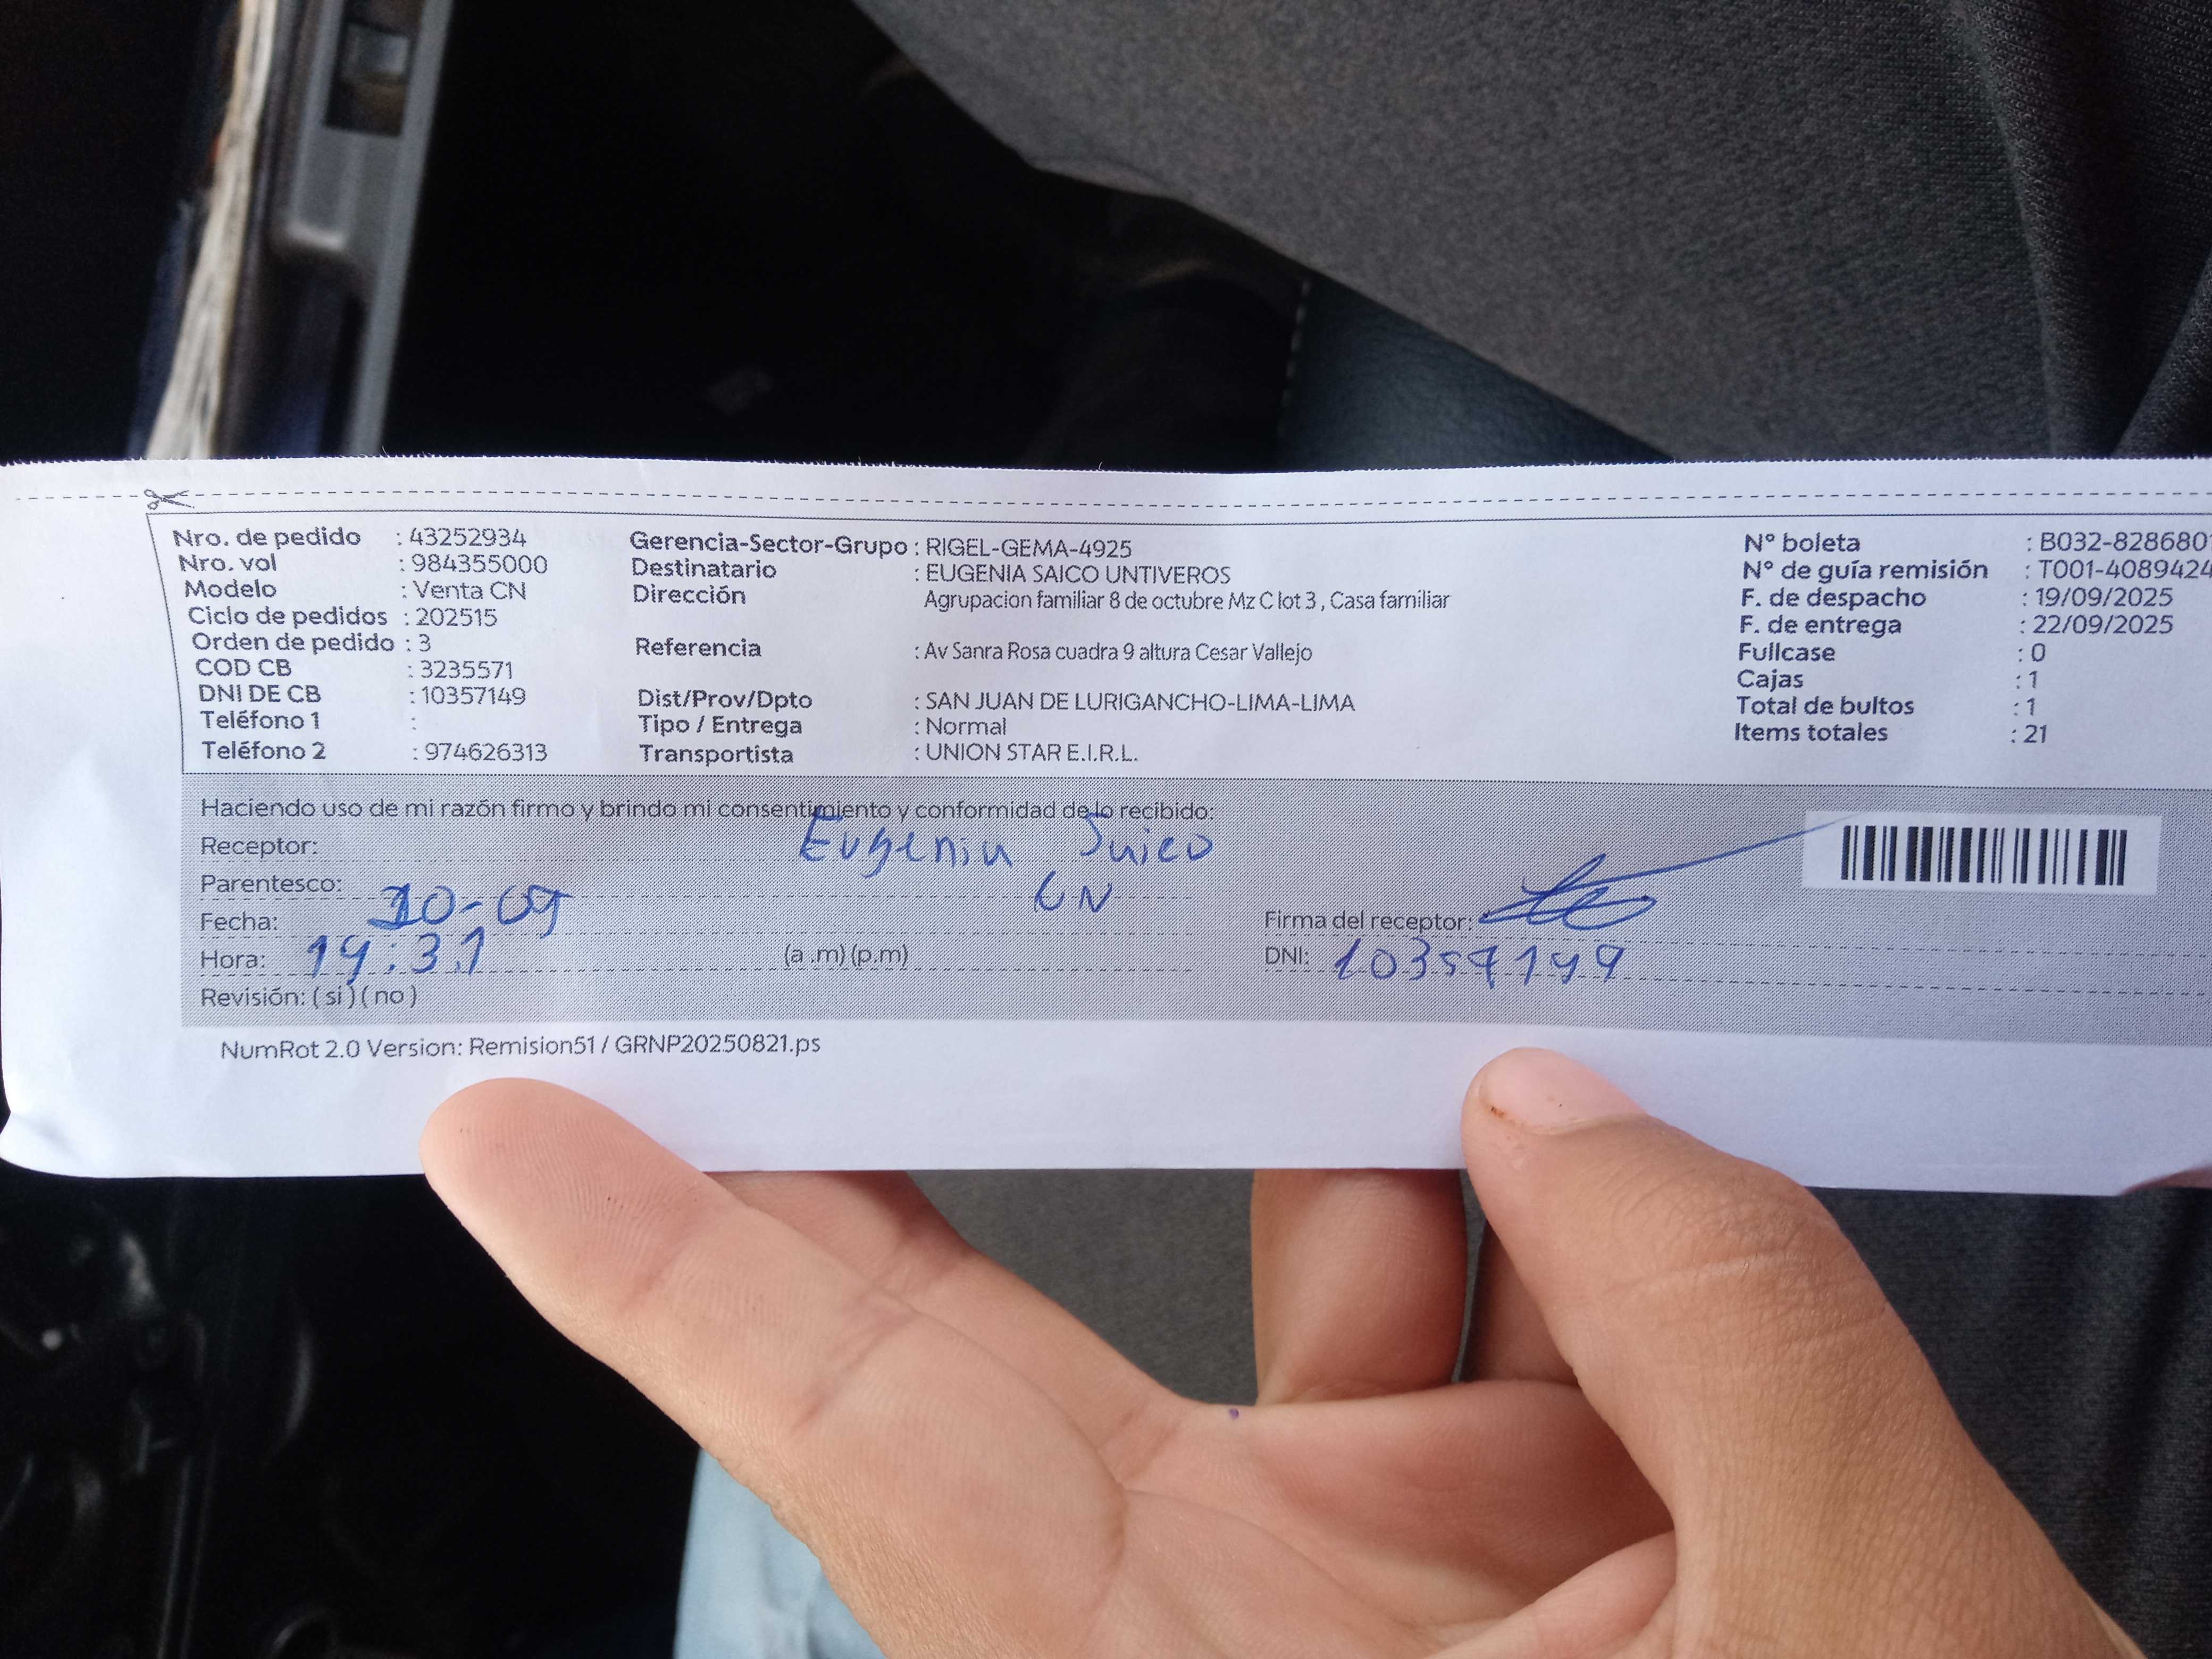 Nro. de pedido : 43252934
Nro. vol : 984355000
Modelo : Venta CN
Ciclo de pedidos : 202515
Orden de pedido : 3
COD CB : 3235571
DNI DE CB : 10357149
Teléfono 1 :
Teléfono 2 : 974626313
Gerencia-Sector-Grupo : RIGEL-GEMA-4925
Destinatario : EUGENIA SAICO UNTIVEROS
Dirección Agrupacion familiar 8 de octubre Mz C lot 3 , Casa familiar
Referencia : Av Sanra Rosa cuadra 9 altura Cesar Vallejo
Dist/Prov/Dpto : SAN JUAN DE LURIGANCHO-LIMA-LIMA
Tipo / Entrega : Normal
Transportista : UNION STAR E.I.R.L.
N° boleta : B032-828680
N° de guía remisión : T001-4089424
F. de despacho : 19/09/2025
F. de entrega : 22/09/2025
Fullcase : 0
Cajas : 1
Total de bultos : 1
Items totales : 21
Haciendo uso de mi razón firmo y brindo mi consentimiento y conformidad de lo recibido:
Receptor: Eugenia Saico
Parentesco: CN
Fecha:
Hora: 14:31 (a .m) (p.m)
Revisión: ( si ) ( no )
Firma del receptor:
DNI: 10357149
NumRot 2.0 Version: Remision51 / GRNP20250821.ps